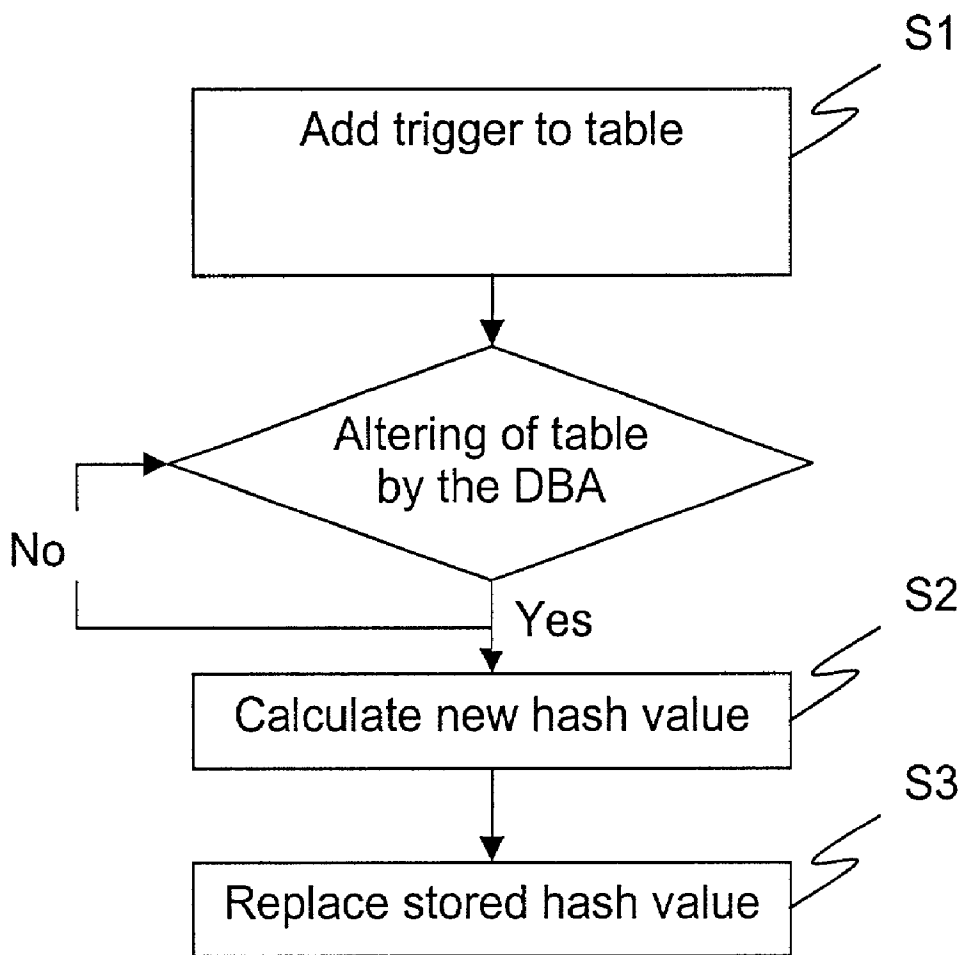 S1
Add trigger to table
Altering of table
by the DBA
No
Yes
S2
Calculate new hash value
S3
Replace stored hash value